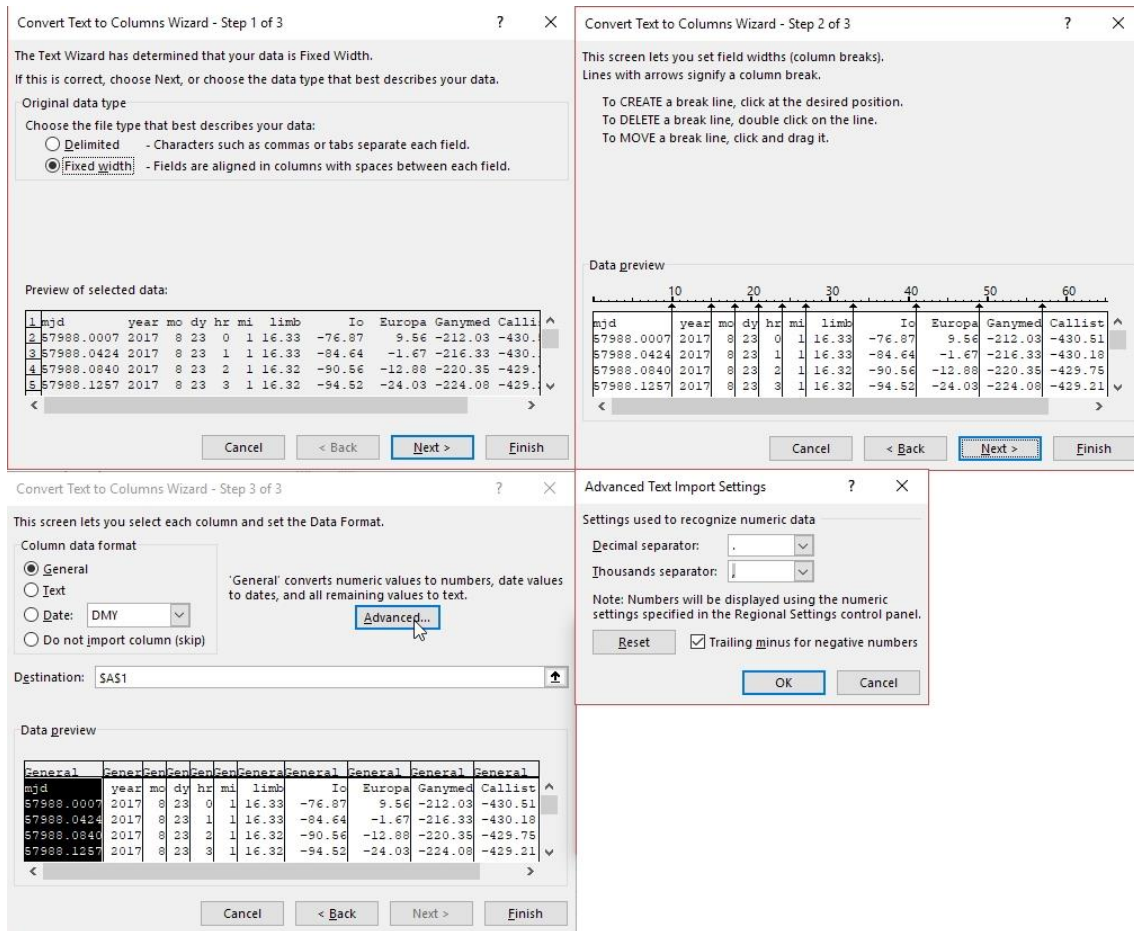 Convert Text to Columns Wizard - Step 1 of 3 ? ×
The Text Wizard has determined that your data is Fixed Width.
If this is correct, choose Next, or choose the data type that best describes your data.
Original data type
Choose the file type that best describes your data:
Delimited - Characters such as commas or tabs separate each field.
Fixed width - Fields are aligned in columns with spaces between each field.
Preview of selected data:
1 mjd year mo dy hr mi limb Io Europa Ganymed Calli
2 57988.0007 2017 8 23 0 1 16.33 -76.87 9.56 -212.03 -430.
3 57988.0424 2017 8 23 1 1 16.33 -84.64 -1.67 -216.33 -430.
4 57988.0840 2017 8 23 2 1 16.32 -90.56 -12.88 -220.35 -429.
5 57988.1257 2017 8 23 3 1 16.32 -94.52 -24.03 -224.08 -429.
Cancel < Back Next > Finish
Convert Text to Columns Wizard - Step 2 of 3 ? ×
This screen lets you set field widths (column breaks).
Lines with arrows signify a column break.
To CREATE a break line, click at the desired position.
To DELETE a break line, double click on the line.
To MOVE a break line, click and drag it.
Data preview
10 20 30 40 50 60
mjd year mo dy hr mi limb Io Europa Ganymed Callist
57988.0007 2017 8 23 0 1 16.33 -76.87 9.56 -212.03 -430.51
57988.0424 2017 8 23 1 1 16.33 -84.64 -1.67 -216.33 -430.18
57988.0840 2017 8 23 2 1 16.32 -90.56 -12.88 -220.35 -429.75
57988.1257 2017 8 23 3 1 16.32 -94.52 -24.03 -224.08 -429.21
Cancel < Back Next > Finish
Convert Text to Columns Wizard - Step 3 of 3 ? ×
This screen lets you select each column and set the Data Format.
Column data format
General
Text
Date: DMY
Do not import column (skip)
'General' converts numeric values to numbers, date values
to dates, and all remaining values to text.
Advanced...
Destination: $A$1
Data preview
General Gener Gen Gen Gen Gen Genera General General General General
mjd year mo dy hr mi limb Io Europa Ganymed Callist
57988.0007 2017 8 23 0 1 16.33 -76.87 9.56 -212.03 -430.51
57988.0424 2017 8 23 1 1 16.33 -84.64 -1.67 -216.33 -430.18
57988.0840 2017 8 23 2 1 16.32 -90.56 -12.88 -220.35 -429.75
57988.1257 2017 8 23 3 1 16.32 -94.52 -24.03 -224.08 -429.21
Cancel < Back Next > Finish
Advanced Text Import Settings ? ×
Settings used to recognize numeric data
Decimal separator: .
Thousands separator: ,
Note: Numbers will be displayed using the numeric
settings specified in the Regional Settings control panel.
Reset Trailing minus for negative numbers
OK Cancel